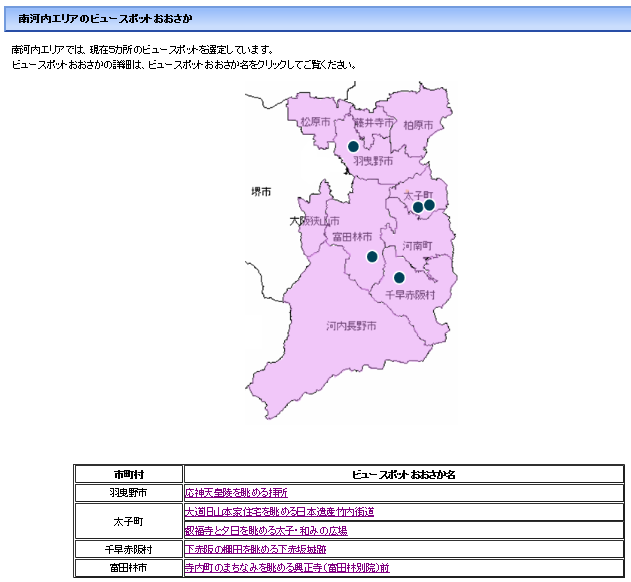 南河内エリアのビュースポットおおさか
南河内エリアでは、現在5カ所のビュースポットを選定しています。
ビュースポットおおさかの詳細は、ビュースポットおおさか名をクリックしてご覧ください。
松原市
藤井寺市
柏原市
羽曳野市
堺市
太子町
大阪狭山市
富田林市
河南町
千早赤阪村
河内長野市
市町村 ビュースポットおおさか名
羽曳野市 応神天皇陵を眺める拝所
太子町 大道旧山本家住宅を眺める日本遺産竹内街道
叡福寺と夕日を眺める太子・和みの広場
千早赤阪村 下赤阪の棚田を眺める下赤坂城跡
富田林市 寺内町のまちなみを眺める興正寺(富田林別院)前